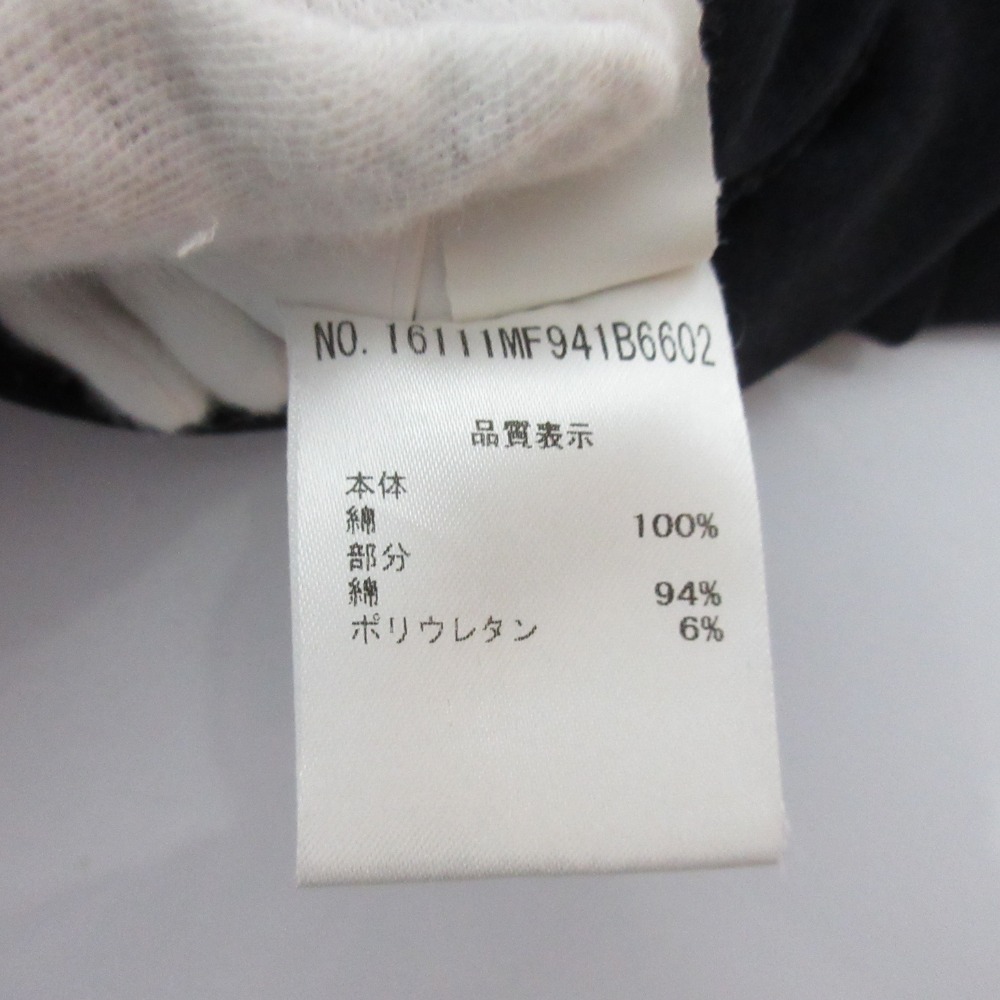 NO. 16111MF941B6602
品質表示
本体
綿 100%
部分
綿 94%
ポリウレタン 6%